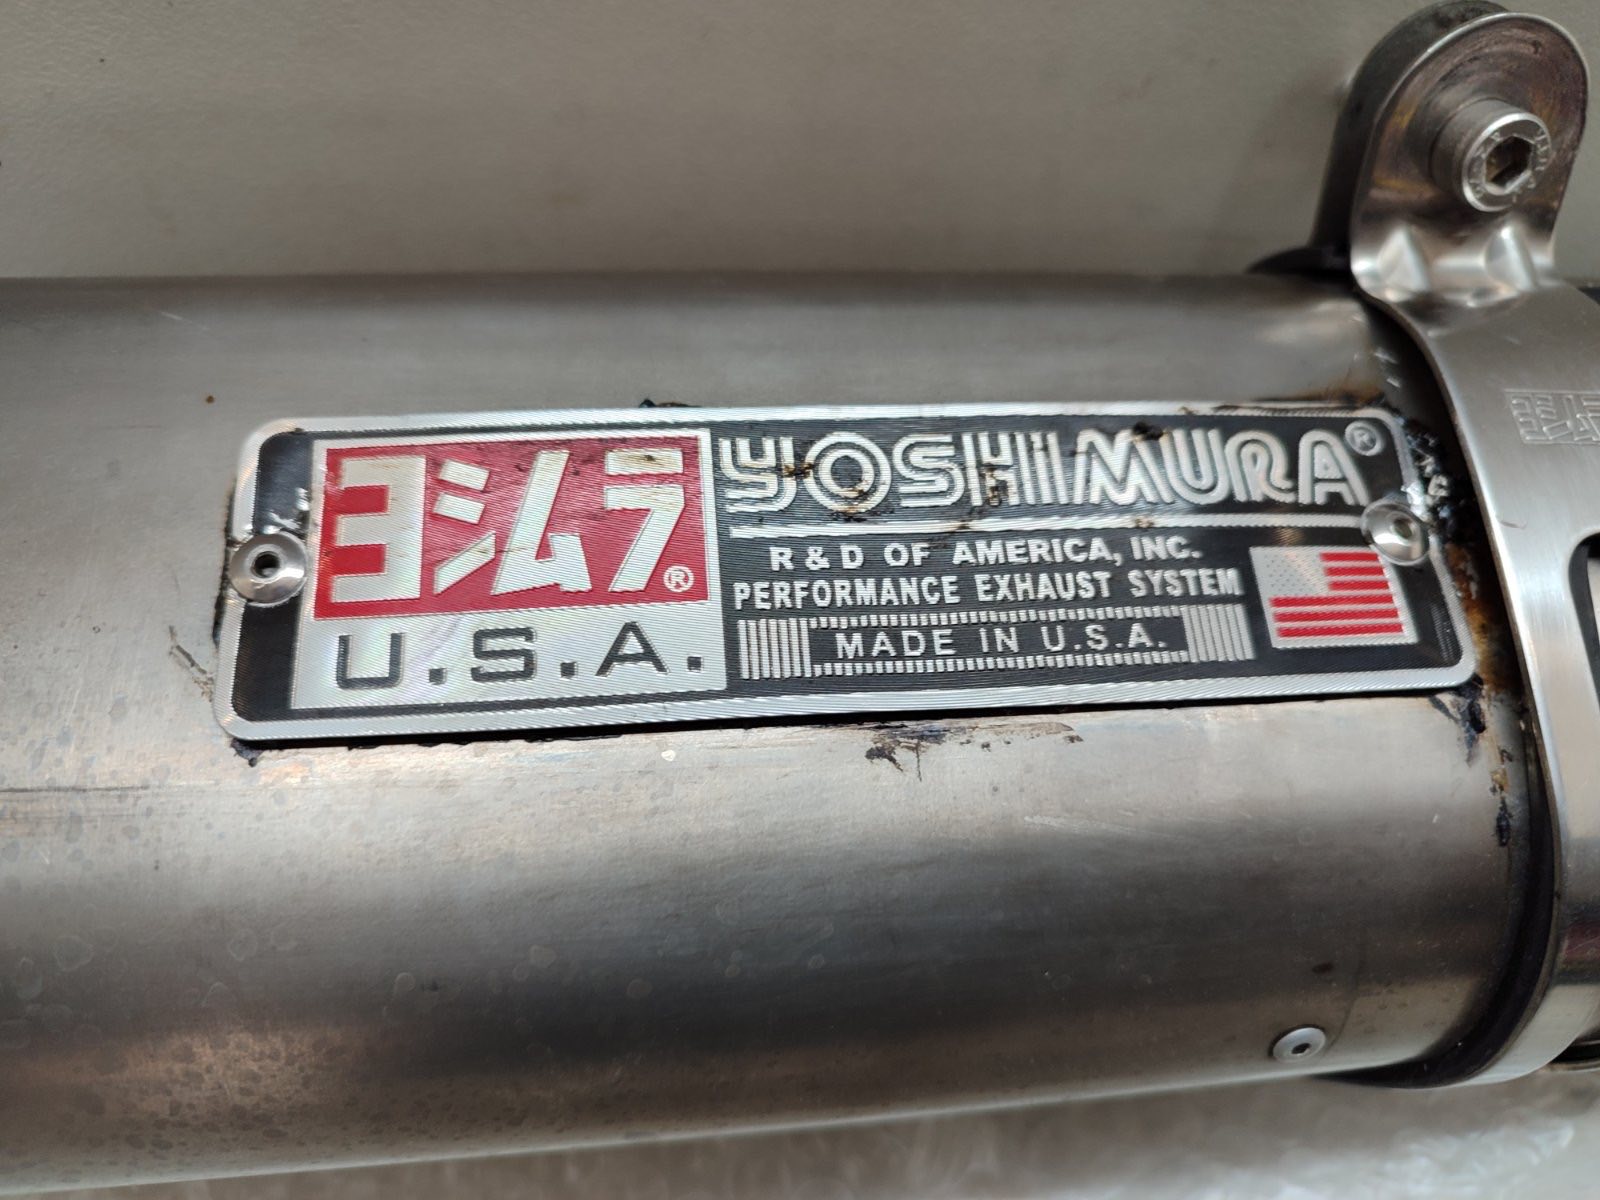 ヨシムラ®
U.S.A.
YOSHIMURA®
R & D OF AMERICA, INC.
PERFORMANCE EXHAUST SYSTEM
MADE IN U.S.A.